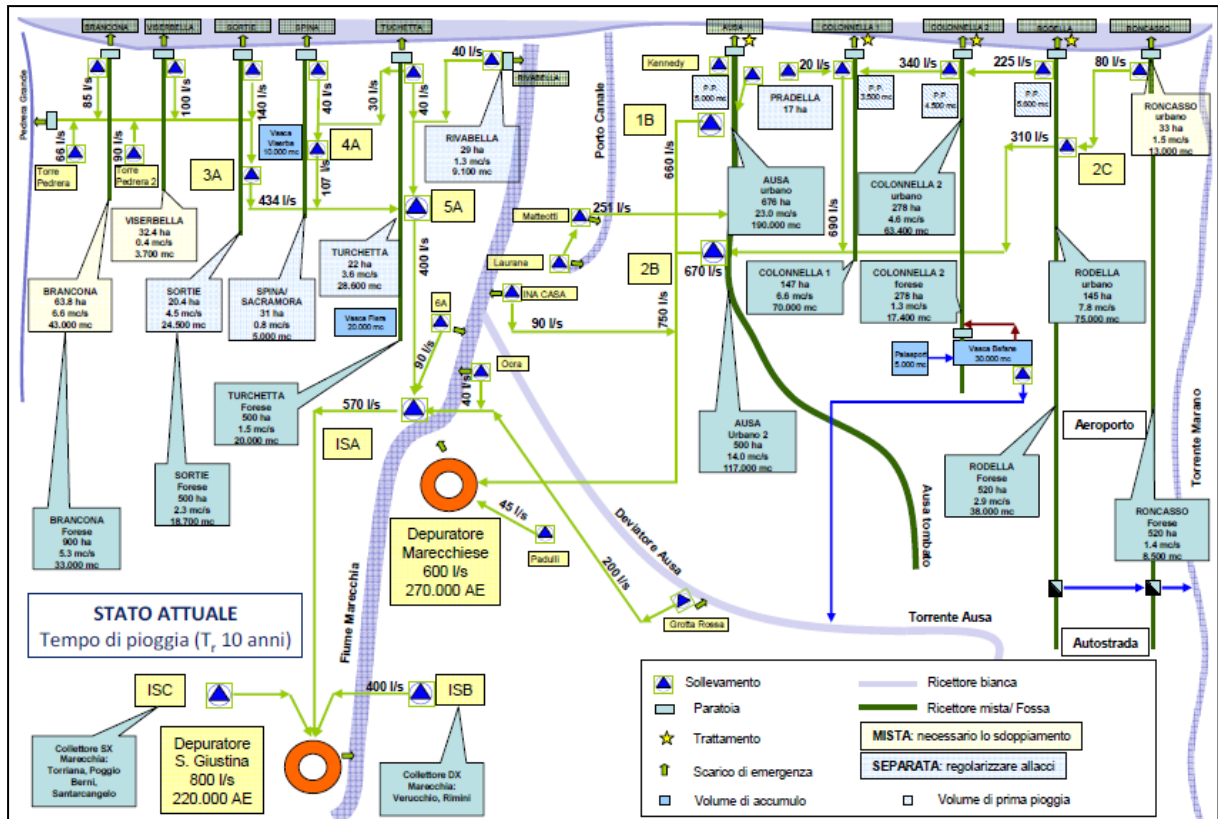 BRANCONA
VISERBELLA
SORTIE
SPINA
TUCHETTA
RIVABELLA
AUSA
COLONNELLA 1
COLONNELLA 2
RODELLA
RONCASSO
Pedrera Grande
85 l/s
100 l/s
140 l/s
40 l/s
30 l/s
40 l/s
40 l/s
66 l/s
90 l/s
Torre
Pedrera
Torre
Pedrera 2
Vasca
Viserba
10.000 mc
4A
3A
107 l/s
434 l/s
5A
400 l/s
RIVABELLA
29 ha
1.3 mc/s
9.100 mc
VISERBELLA
32.4 ha
0.4 mc/s
3.700 mc
BRANCONA
63.8 ha
6.6 mc/s
43.000 mc
SORTIE
20.4 ha
4.5 mc/s
24.500 mc
SPINA/
SACRAMORA
31 ha
0.8 mc/s
5.000 mc
TURCHETTA
22 ha
3.6 mc/s
28.600 mc
Vasca Fiera
20.000 mc
TURCHETTA
Forese
500 ha
1.5 mc/s
20.000 mc
SORTIE
Forese
500 ha
2.3 mc/s
18.700 mc
BRANCONA
Forese
900 ha
5.3 mc/s
33.000 mc
Porto Canale
Kennedy
P.P.
5.000 mc
20 l/s
PRADELLA
17 ha
P.P.
3.500 mc
340 l/s
P.P.
4.500 mc
225 l/s
P.P.
5.600 mc
80 l/s
RONCASSO
urbano
33 ha
1.5 mc/s
13.000 mc
1B
660 l/s
310 l/s
2C
AUSA
urbano
676 ha
23.0 mc/s
190.000 mc
COLONNELLA 2
urbano
278 ha
4.6 mc/s
63.400 mc
690 l/s
Matteotti
251 l/s
Laurana
2B
670 l/s
750 l/s
INA CASA
90 l/s
COLONNELLA 1
147 ha
6.6 mc/s
70.000 mc
COLONNELLA 2
forese
278 ha
1.3 mc/s
17.400 mc
RODELLA
urbano
145 ha
7.8 mc/s
75.000 mc
6A
90 l/s
40 l/s
570 l/s
ISA
Palasport
5.000 mc
30.000 mc
AUSA
Urbano 2
500 ha
14.0 mc/s
117.000 mc
Aeroporto
RODELLA
Forese
520 ha
2.9 mc/s
38.000 mc
RONCASSO
Forese
520 ha
1.4 mc/s
8.500 mc
Torrente Marano
Ausa tombato
Depuratore
Marecchiese
600 l/s
270.000 AE
45 l/s
Padulli
Deviatore Ausa
200 l/s
Grotta Rossa
Torrente Ausa
Autostrada
Fiume Marecchia
STATO ATTUALE
Tempo di pioggia (Tr 10 anni)
ISC
400 l/s
ISB
Collettore SX
Marecchia:
Torriana, Poggio
Berni,
Santarcangelo
Depuratore
S. Giustina
800 l/s
220.000 AE
Collettore DX
Marecchia:
Verucchio, Rimini
Sollevamento
Paratoia
Trattamento
Scarico di emergenza
Volume di accumulo
Ricettore bianca
Ricettore mista/ Fossa
MISTA: necessario lo sdoppiamento
SEPARATA: regolarizzare allacci
Volume di prima pioggia